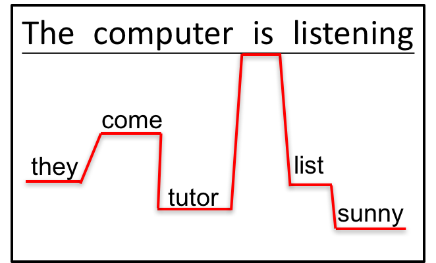 The computer is listening
come
they
list
tutor
sunny